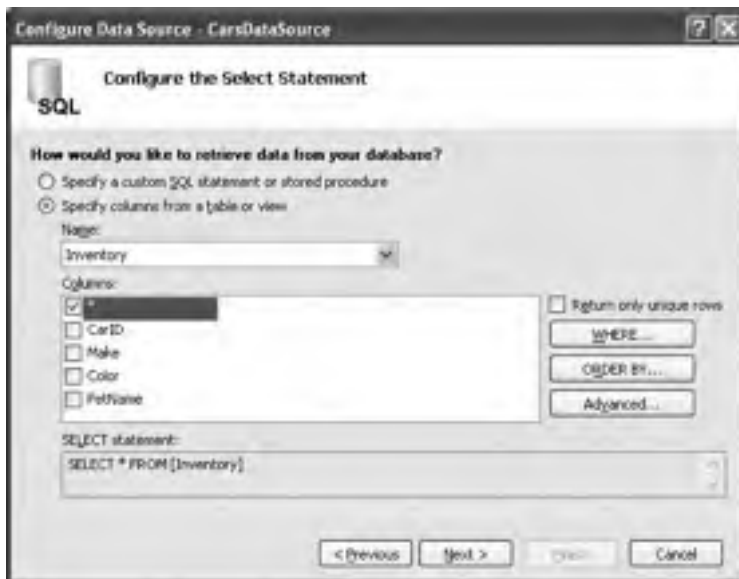 Configure Data Source - CarsDataSource
Configure the Select Statement
SQL
How would you like to retrieve data from your database?
Specify a custom SQL statement or stored procedure
Specify columns from a table or view
Name:
Inventory
Columns:
*
Return only unique rows
CarID
WHERE...
Make
Color
ORDER BY...
PetName
Advanced...
SELECT statement:
SELECT * FROM [Inventory]
< Previous
Next >
Finish
Cancel